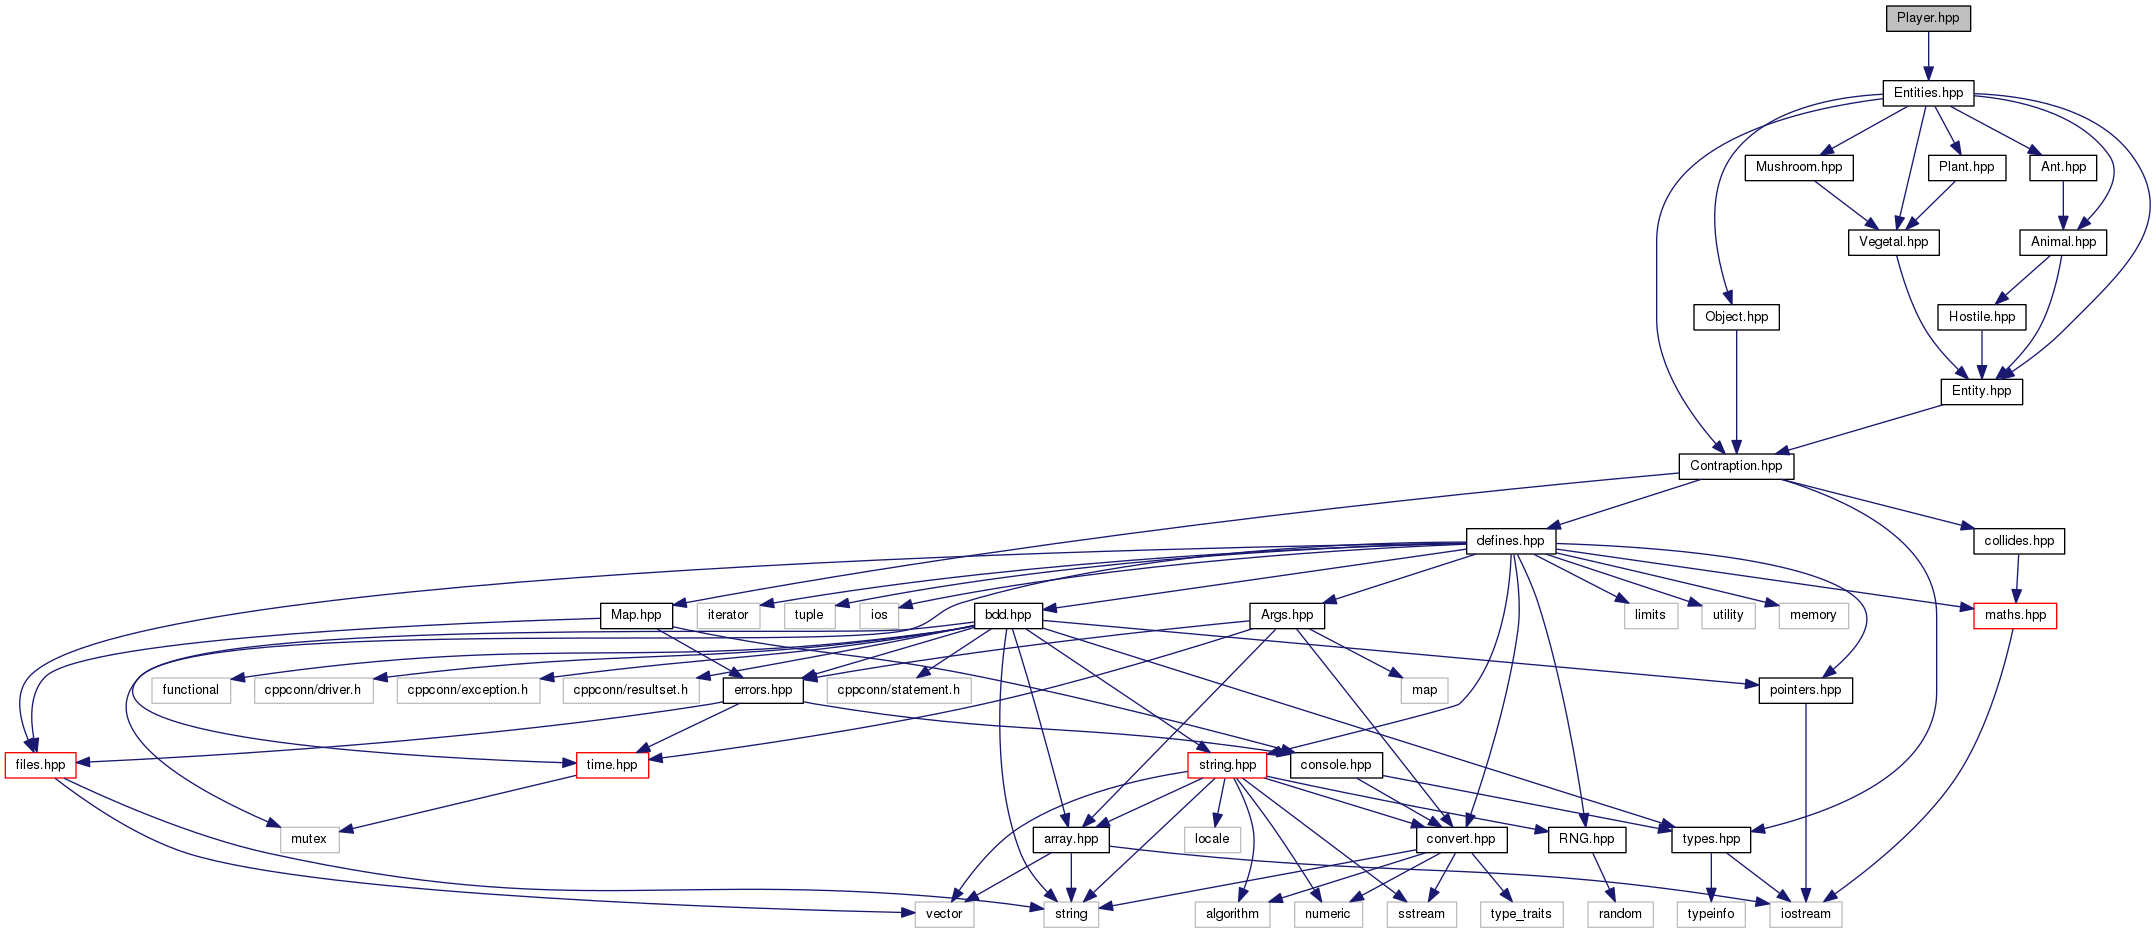 Player.hpp
Entities.hpp
Mushroom.hpp
Plant.hpp
Ant.hpp
Vegetal.hpp
Animal.hpp
Object.hpp
Hostile.hpp
Entity.hpp
Contraption.hpp
defines.hpp
collides.hpp
Map.hpp
iterator
tuple
ios
bdd.hpp
Args.hpp
limits
utility
memory
maths.hpp
functional
cppconn/driver.h
cppconn/exception.h
cppconn/resultset.h
errors.hpp
cppconn/statement.h
map
pointers.hpp
files.hpp
time.hpp
string.hpp
console.hpp
mutex
array.hpp
locale
convert.hpp
RNG.hpp
types.hpp
vector
string
algorithm
numeric
sstream
type_traits
random
typeinfo
iostream